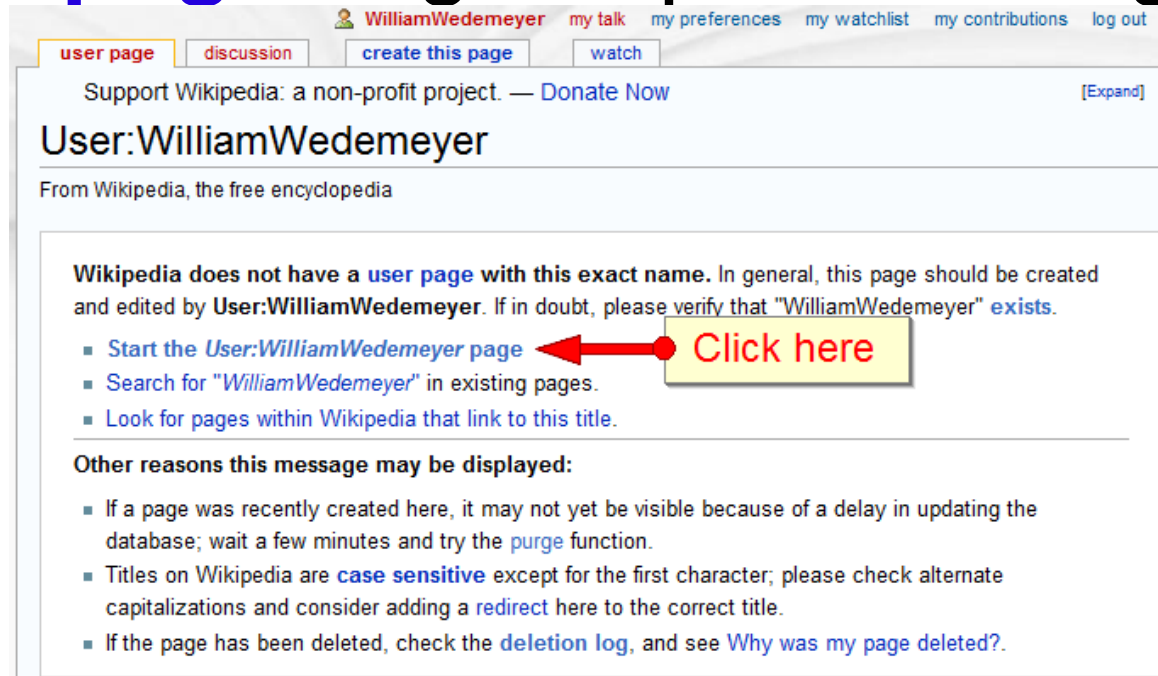 WilliamWedemeyer my talk my preferences my watchlist my contributions log out
user page discussion create this page watch
Support Wikipedia: a non-profit project. — Donate Now [Expand]
User:WilliamWedemeyer
From Wikipedia, the free encyclopedia
Wikipedia does not have a user page with this exact name. In general, this page should be created
and edited by User:WilliamWedemeyer. If in doubt, please verify that "WilliamWedemeyer" exists.
Start the User:WilliamWedemeyer page Click here
Search for "WilliamWedemeyer" in existing pages.
Look for pages within Wikipedia that link to this title.
Other reasons this message may be displayed:
If a page was recently created here, it may not yet be visible because of a delay in updating the
database; wait a few minutes and try the purge function.
Titles on Wikipedia are case sensitive except for the first character; please check alternate
capitalizations and consider adding a redirect here to the correct title.
If the page has been deleted, check the deletion log, and see Why was my page deleted?.